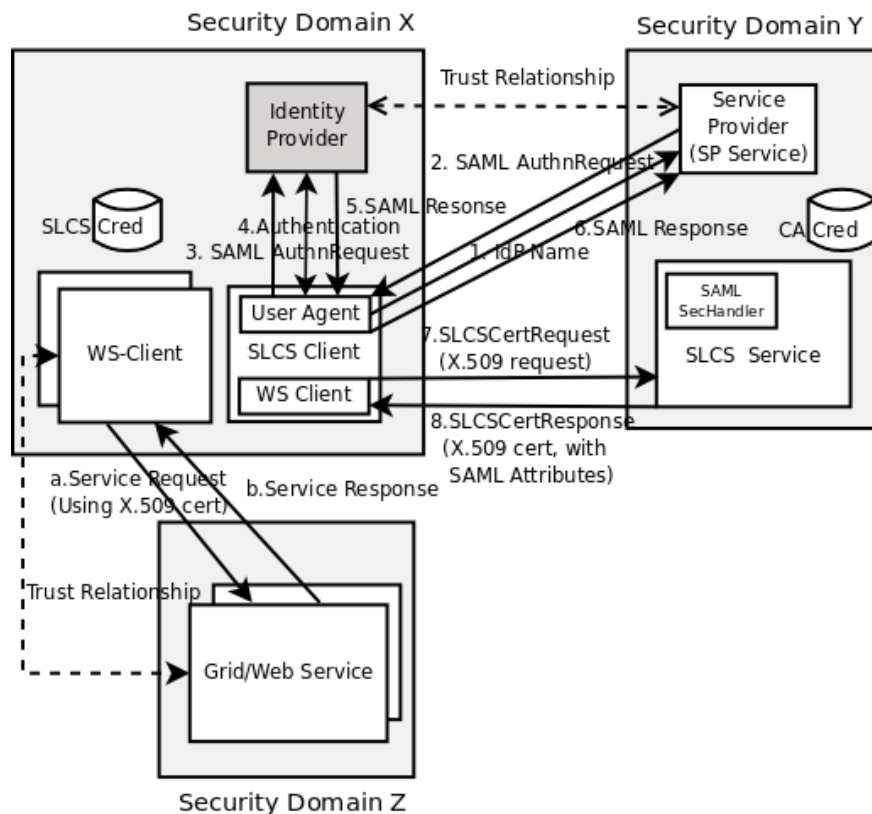 Security Domain X
Security Domain Y
Identity
Provider
Trust Relationship
Service
Provider
(SP Service)
2. SAML AuthnRequest
5.SAML Resonse
4.Authentication
3. SAML AuthnRequest
6.SAML Response
1. IdP Name
SLCS Cred
CA Cred
WS-Client
User Agent
SLCS Client
WS Client
SAML
SecHandler
SLCS Service
7.SLCSCertRequest
(X.509 request)
8.SLCSCertResponse
(X.509 cert, with
SAML Attributes)
a.Service Request
(Using X.509 cert)
b.Service Response
Trust Relationship
Grid/Web Service
Security Domain Z